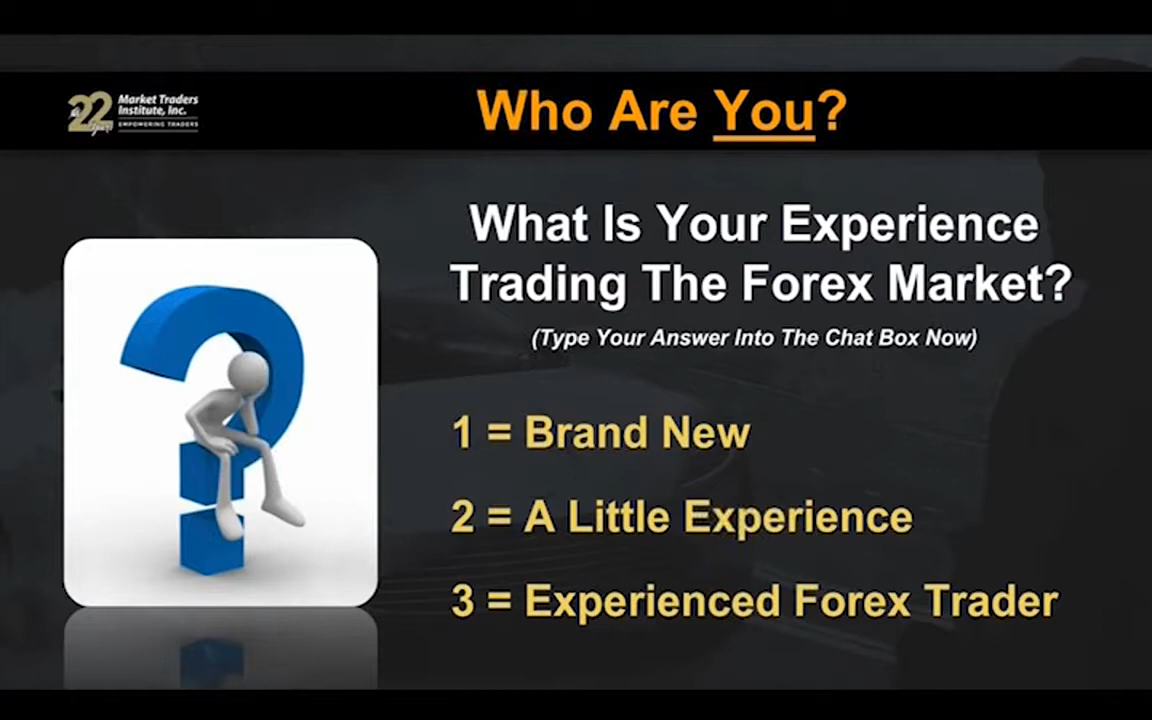 22
Years
Market Traders
Institute, Inc.
EMPOWERING TRADERS
Who Are You?
What Is Your Experience
Trading The Forex Market?
(Type Your Answer Into The Chat Box Now)
1 = Brand New
2 = A Little Experience
3 = Experienced Forex Trader